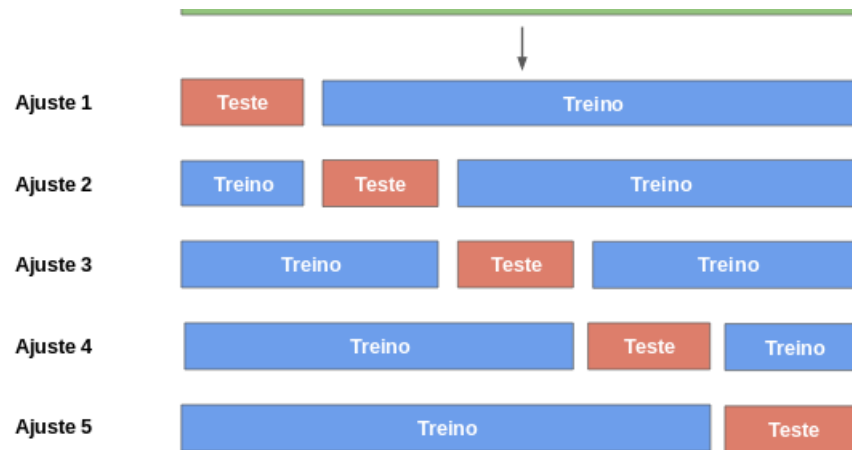 Ajuste 1 Teste Treino
Ajuste 2 Treino Teste Treino
Ajuste 3 Treino Teste Treino
Ajuste 4 Treino Teste Treino
Ajuste 5 Treino Teste